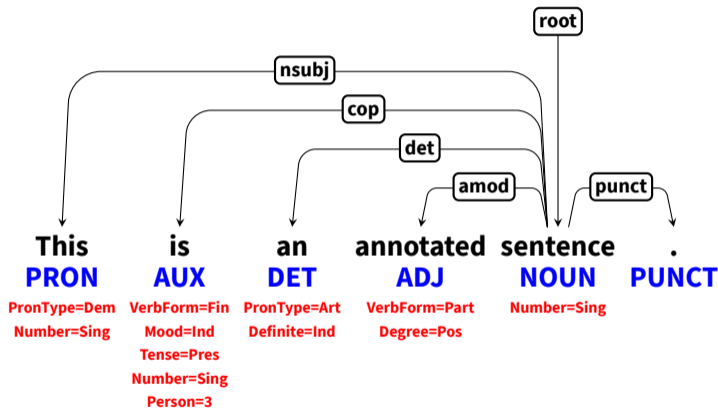 root
nsubj
cop
det
amod punct
This is an annotated sentence .
PRON AUX DET ADJ NOUN PUNCT
PronType=Dem VerbForm=Fin PronType=Art VerbForm=Part Number=Sing
Number=Sing Mood=Ind Definite=Ind Degree=Pos
Tense=Pres
Number=Sing
Person=3